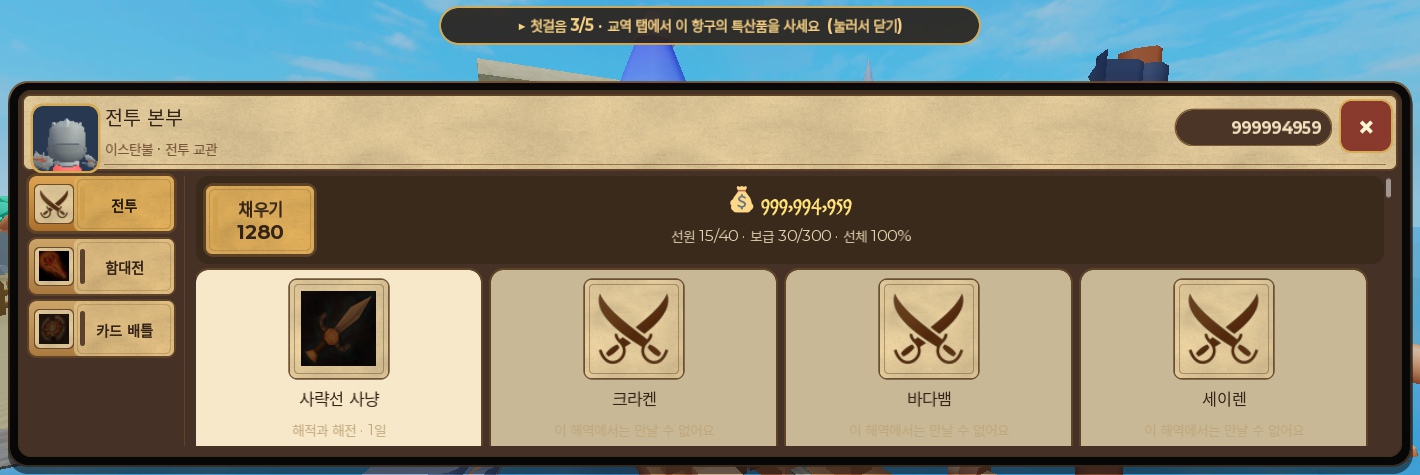 ▸ 첫걸음 3/5 · 교역 탭에서 이 항구의 특산품을 사세요 (눌러서 닫기)
전투 본부
이스탄불 · 전투 교관
999994959
×
전투
함대전
카드 배틀
채우기
1280
$ 999,994,959
선원 15/40 · 보급 30/300 · 선체 100%
사략선 사냥
해적과 해전 · 1일
크라켄
이 해역에서는 만날 수 없어요
바다뱀
이 해역에서는 만날 수 없어요
세이렌
이 해역에서는 만날 수 없어요